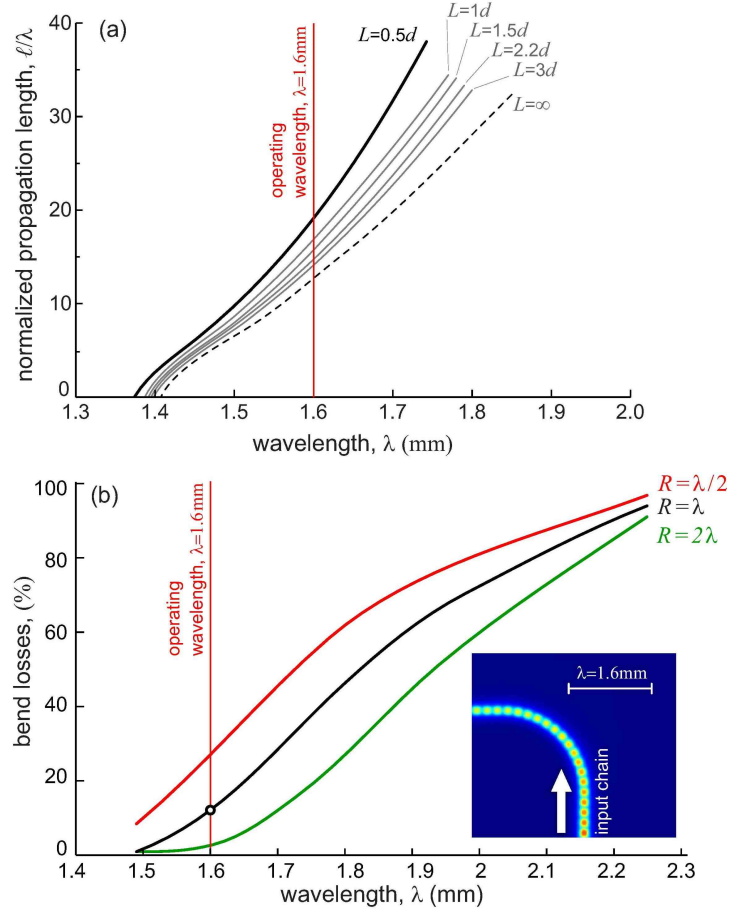 (a)
normalized propagation length, ℓ/λ
40
30
20
10
0
operating
wavelength, λ=1.6mm
L=0.5d
L=1d
L=1.5d
L=2.2d
L=3d
L=∞
1.3 1.4 1.5 1.6 1.7 1.8 1.9 2.0
wavelength, λ (mm)
(b)
bend losses, (%)
100
80
60
40
20
0
operating
wavelength, λ=1.6mm
R=λ/2
R=λ
R=2λ
λ=1.6mm
input chain
1.4 1.5 1.6 1.7 1.8 1.9 2 2.1 2.2 2.3
wavelength, λ (mm)